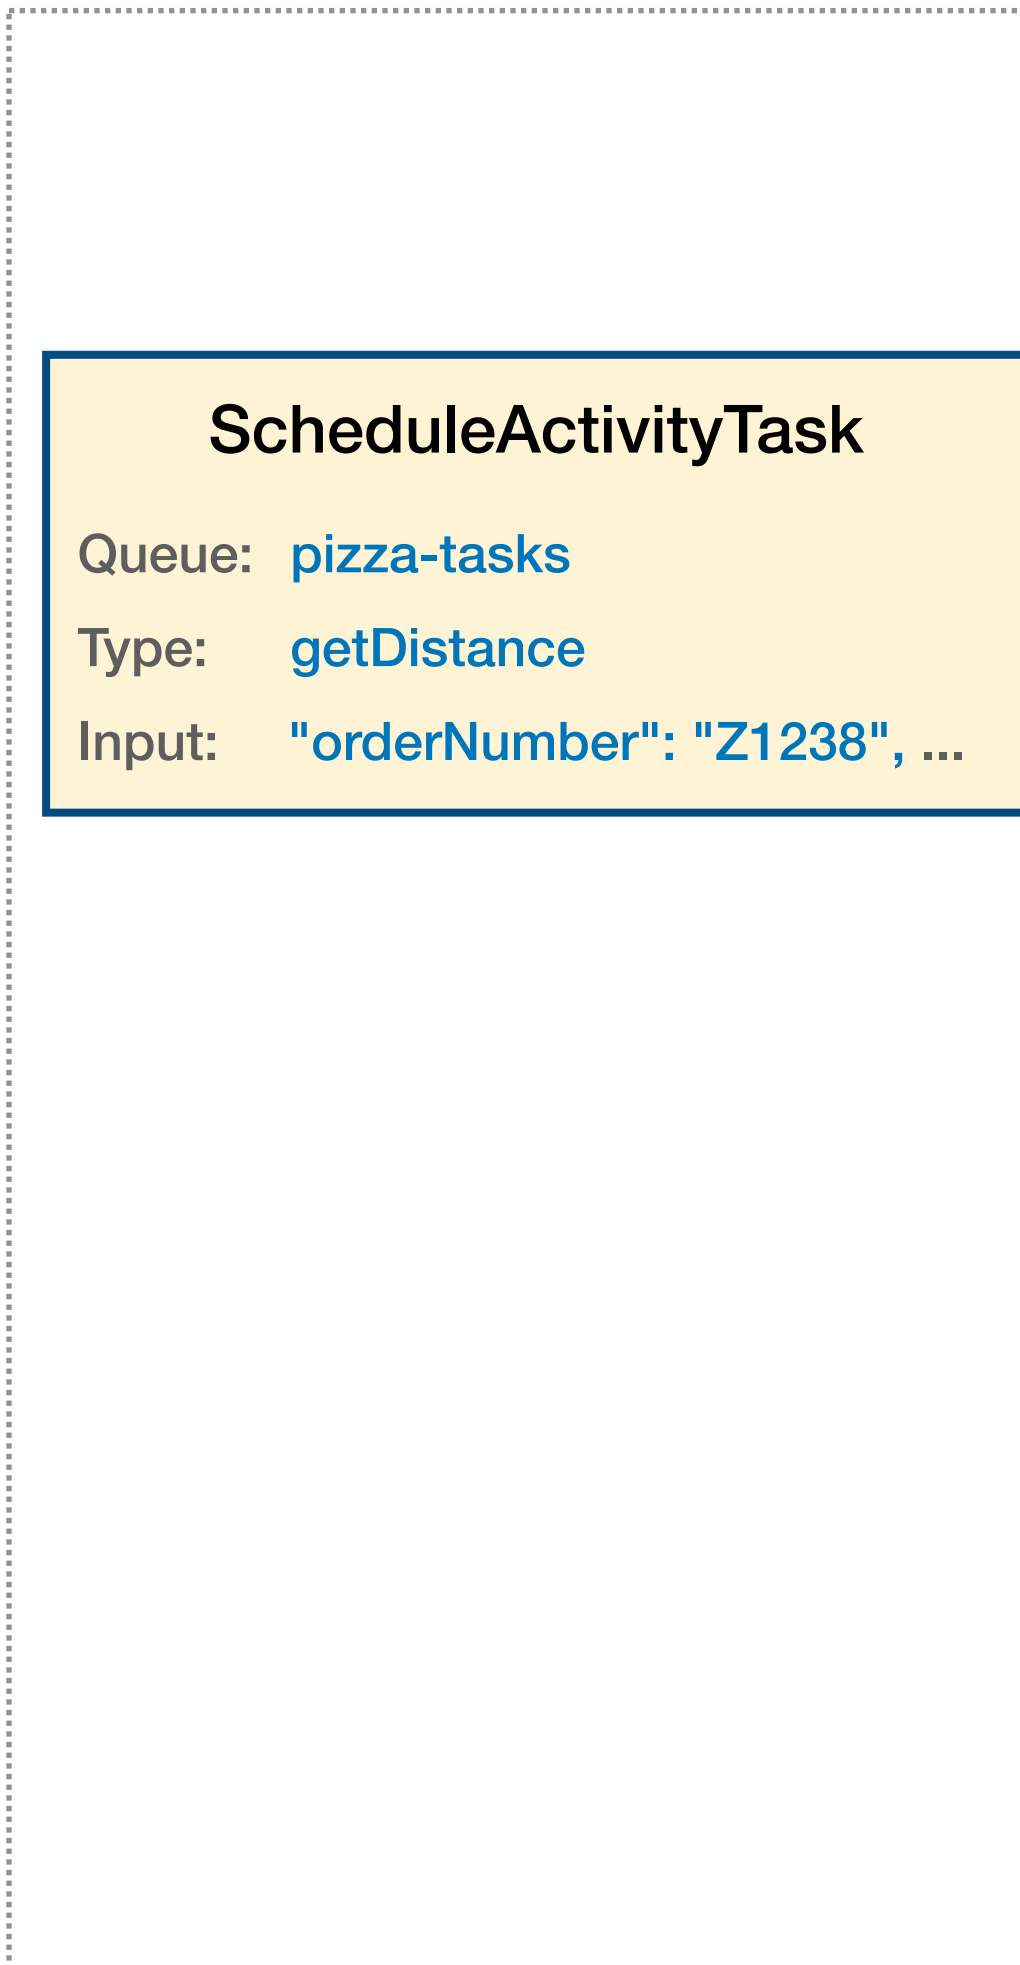 ScheduleActivityTask
Queue: pizza-tasks
Type: getDistance
Input: "orderNumber": "Z1238", ...